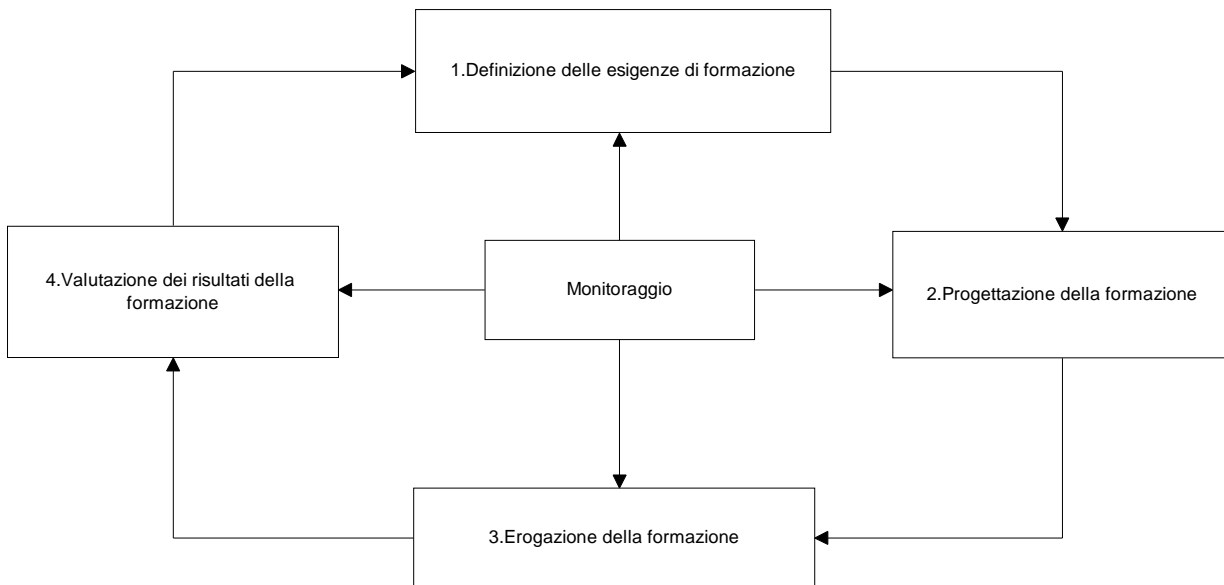 1.Definizione delle esigenze di formazione
4.Valutazione dei risultati della
formazione
Monitoraggio
2.Progettazione della formazione
3.Erogazione della formazione